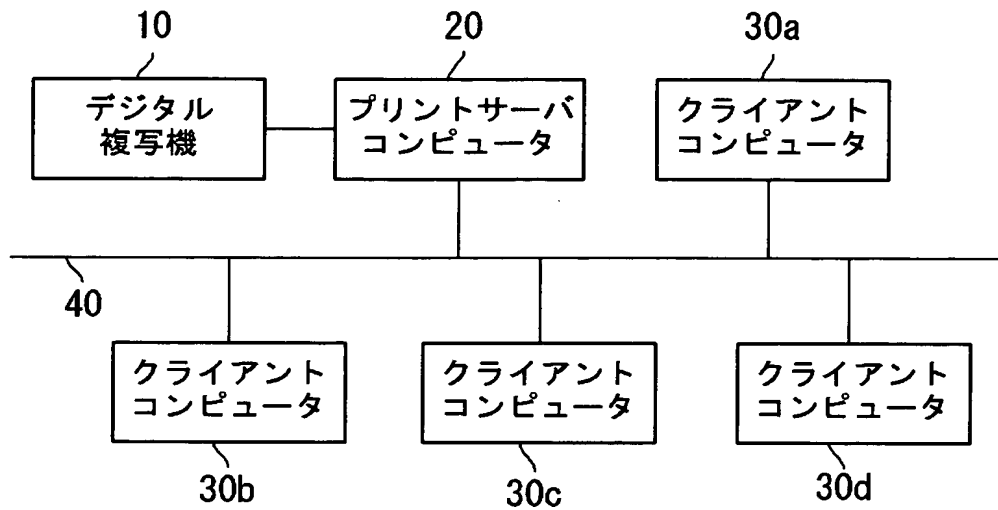 10
20
30a
デジタル
複写機
プリントサーバ
コンピュータ
クライアント
コンピュータ
40
クライアント
コンピュータ
クライアント
コンピュータ
クライアント
コンピュータ
30b
30c
30d